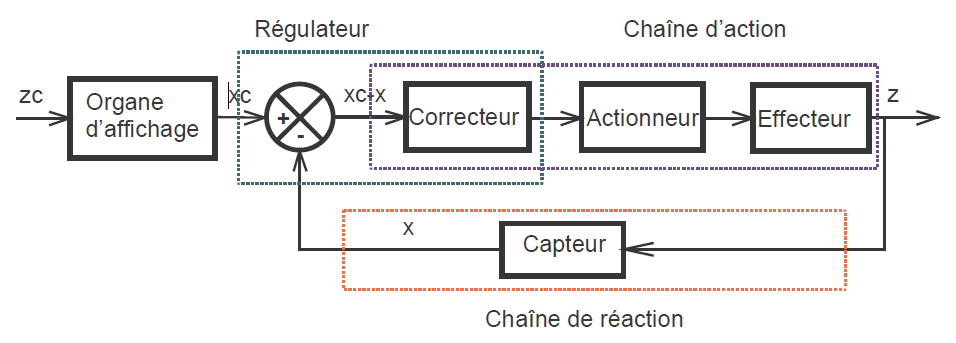 Régulateur
Chaîne d’action
zc
Organe
d’affichage
xc
+
-
xc-x
Correcteur
Actionneur
Effecteur
z
x
Capteur
Chaîne de réaction